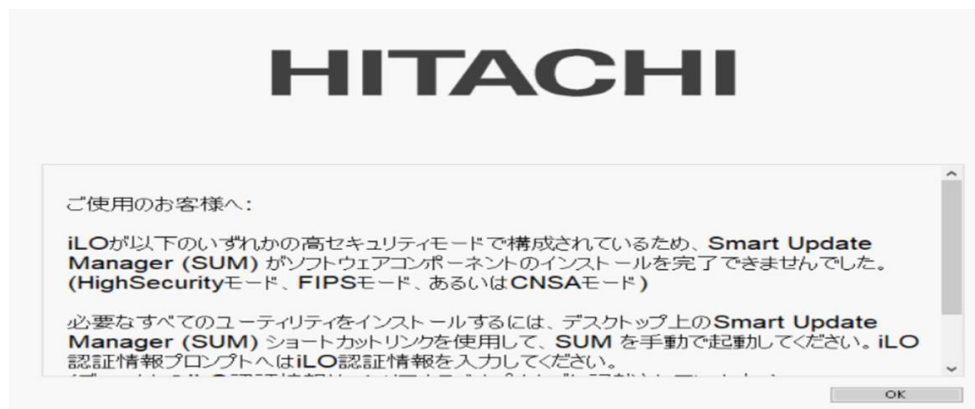 HITACHI
ご使用のお客様へ:
iLOが以下のいずれかの高セキュリティモードで構成されているため、Smart Update
Manager (SUM) がソフトウェアコンポーネントのインストールを完了できませんでした。
(HighSecurityモード、FIPSモード、あるいはCNSAモード)
必要なすべてのユーティリティをインストールするには、デスクトップ上のSmart Update
Manager (SUM) ショートカットリンクを使用して、SUM を手動で起動してください。iLO
認証情報プロンプトへはiLO認証情報を入力してください。
OK